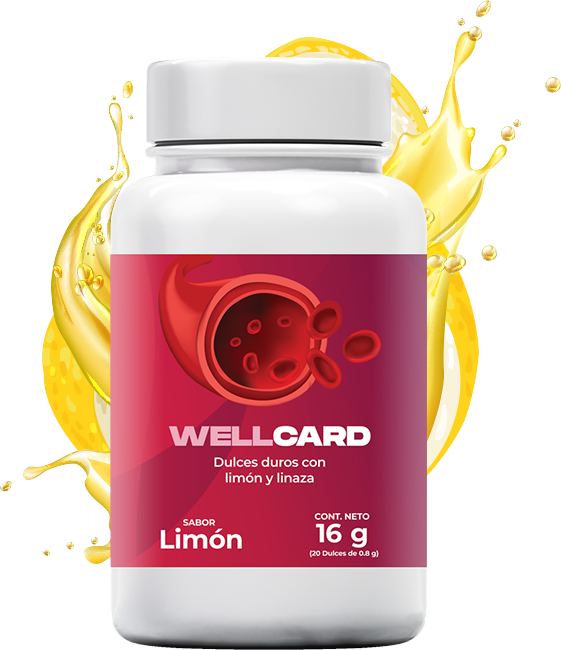 WELLCARD
Dulces duros con
limón y linaza
SABOR
Limón
CONT. NETO
16 g
(20 Dulces de 0.8 g)